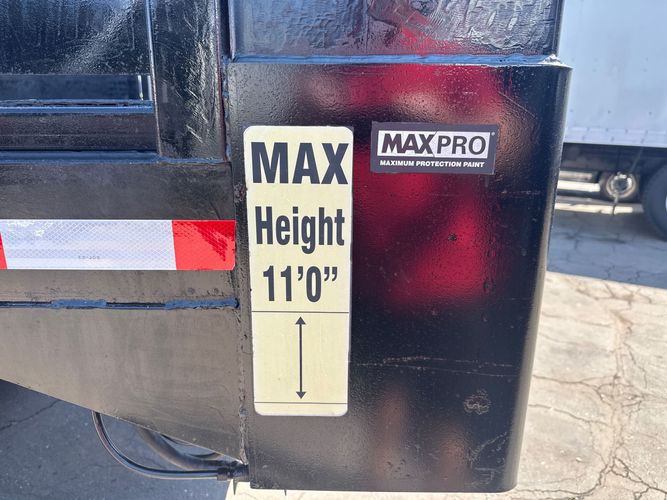 MAX
Height
11'0"
MAXPRO
MAXIMUM PROTECTION PAINT